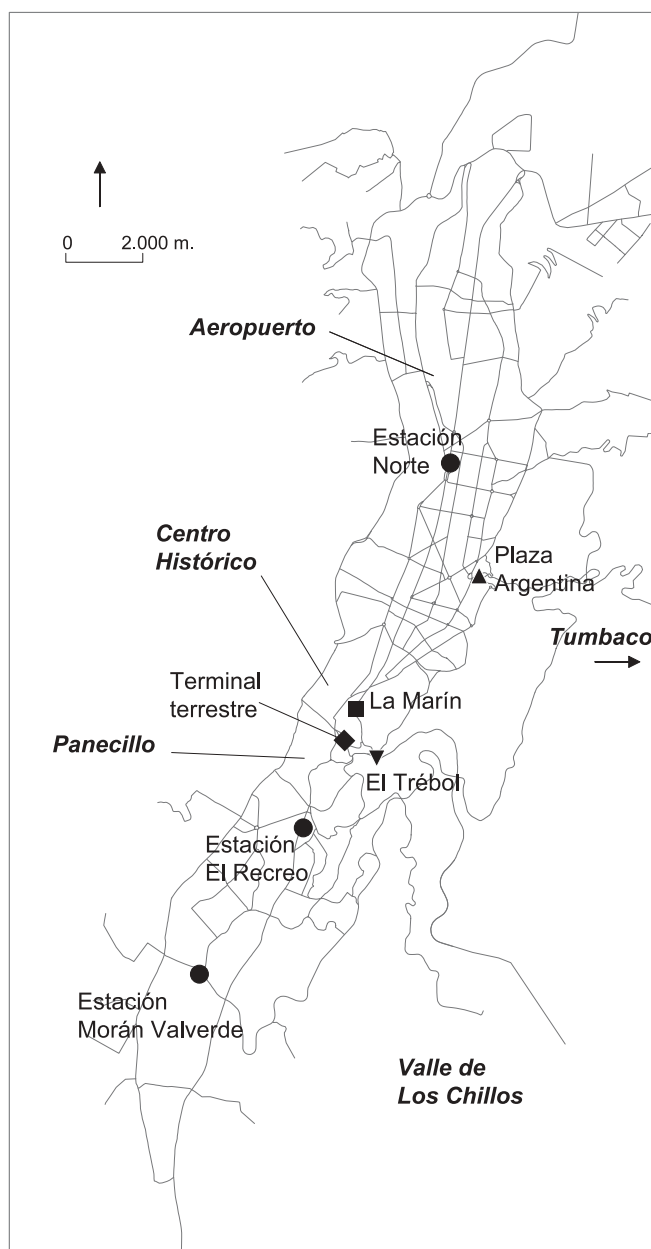 0
2.000 m.
Aeropuerto
Estación
Norte
Centro
Histórico
Plaza
Argentina
Tumbaco
Terminal
terrestre
La Marín
Panecillo
El Trébol
Estación
El Recreo
Estación
Morán Valverde
Valle de
Los Chillos